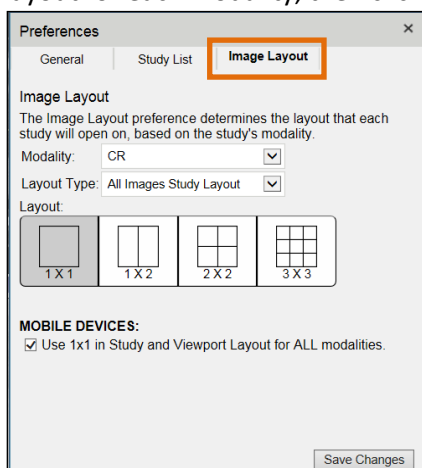 Preferences ×
General Study List Image Layout
Image Layout
The Image Layout preference determines the layout that each
study will open on, based on the study's modality.
Modality: CR
Layout Type: All Images Study Layout
Layout:
1 X 1 1 X 2 2 X 2 3 X 3
MOBILE DEVICES:
Use 1x1 in Study and Viewport Layout for ALL modalities.
Save Changes